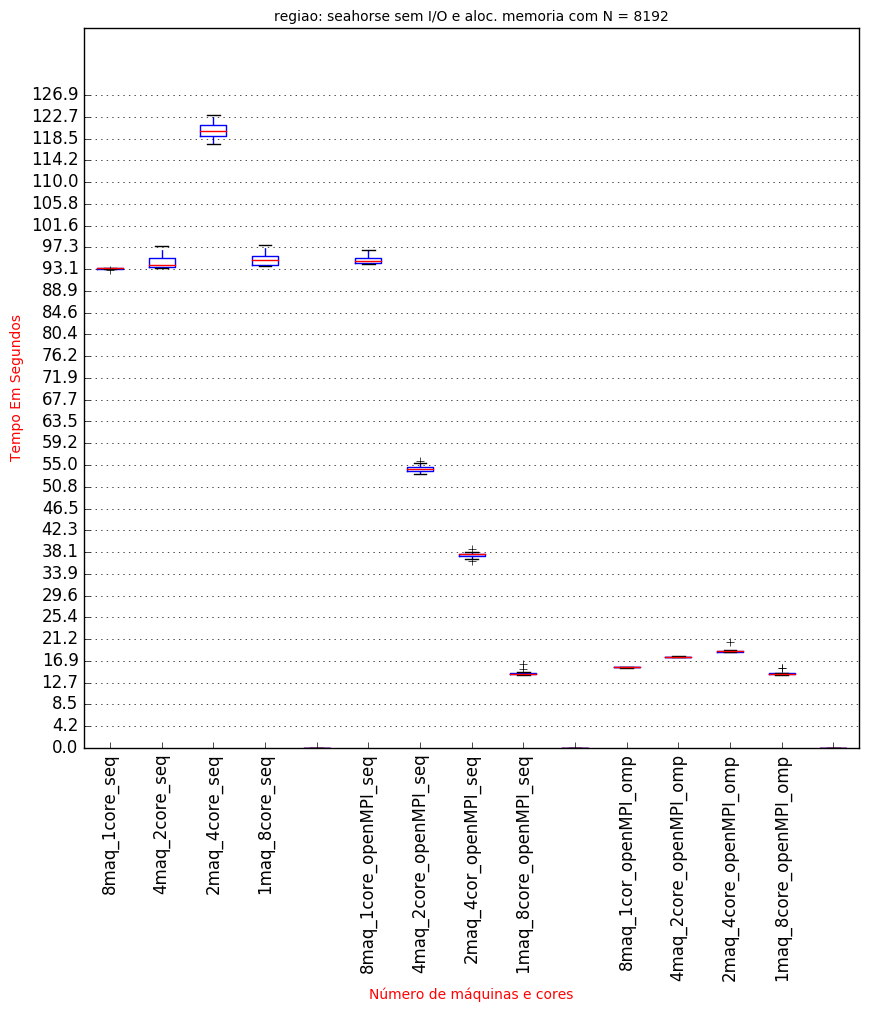 regiao: seahorse sem I/O e aloc. memoria com N = 8192
126.9
122.7
118.5
114.2
110.0
105.8
101.6
97.3
93.1
88.9
84.6
80.4
76.2
71.9
67.7
63.5
59.2
55.0
50.8
46.5
42.3
38.1
33.9
29.6
25.4
21.2
16.9
12.7
8.5
4.2
0.0
Tempo Em Segundos
8maq_1core_seq
4maq_2core_seq
2maq_4core_seq
1maq_8core_seq
8maq_1core_openMPI_seq
4maq_2core_openMPI_seq
2maq_4cor_openMPI_seq
1maq_8core_openMPI_seq
8maq_1cor_openMPI_omp
4maq_2core_openMPI_omp
2maq_4core_openMPI_omp
1maq_8core_openMPI_omp
Número de máquinas e cores